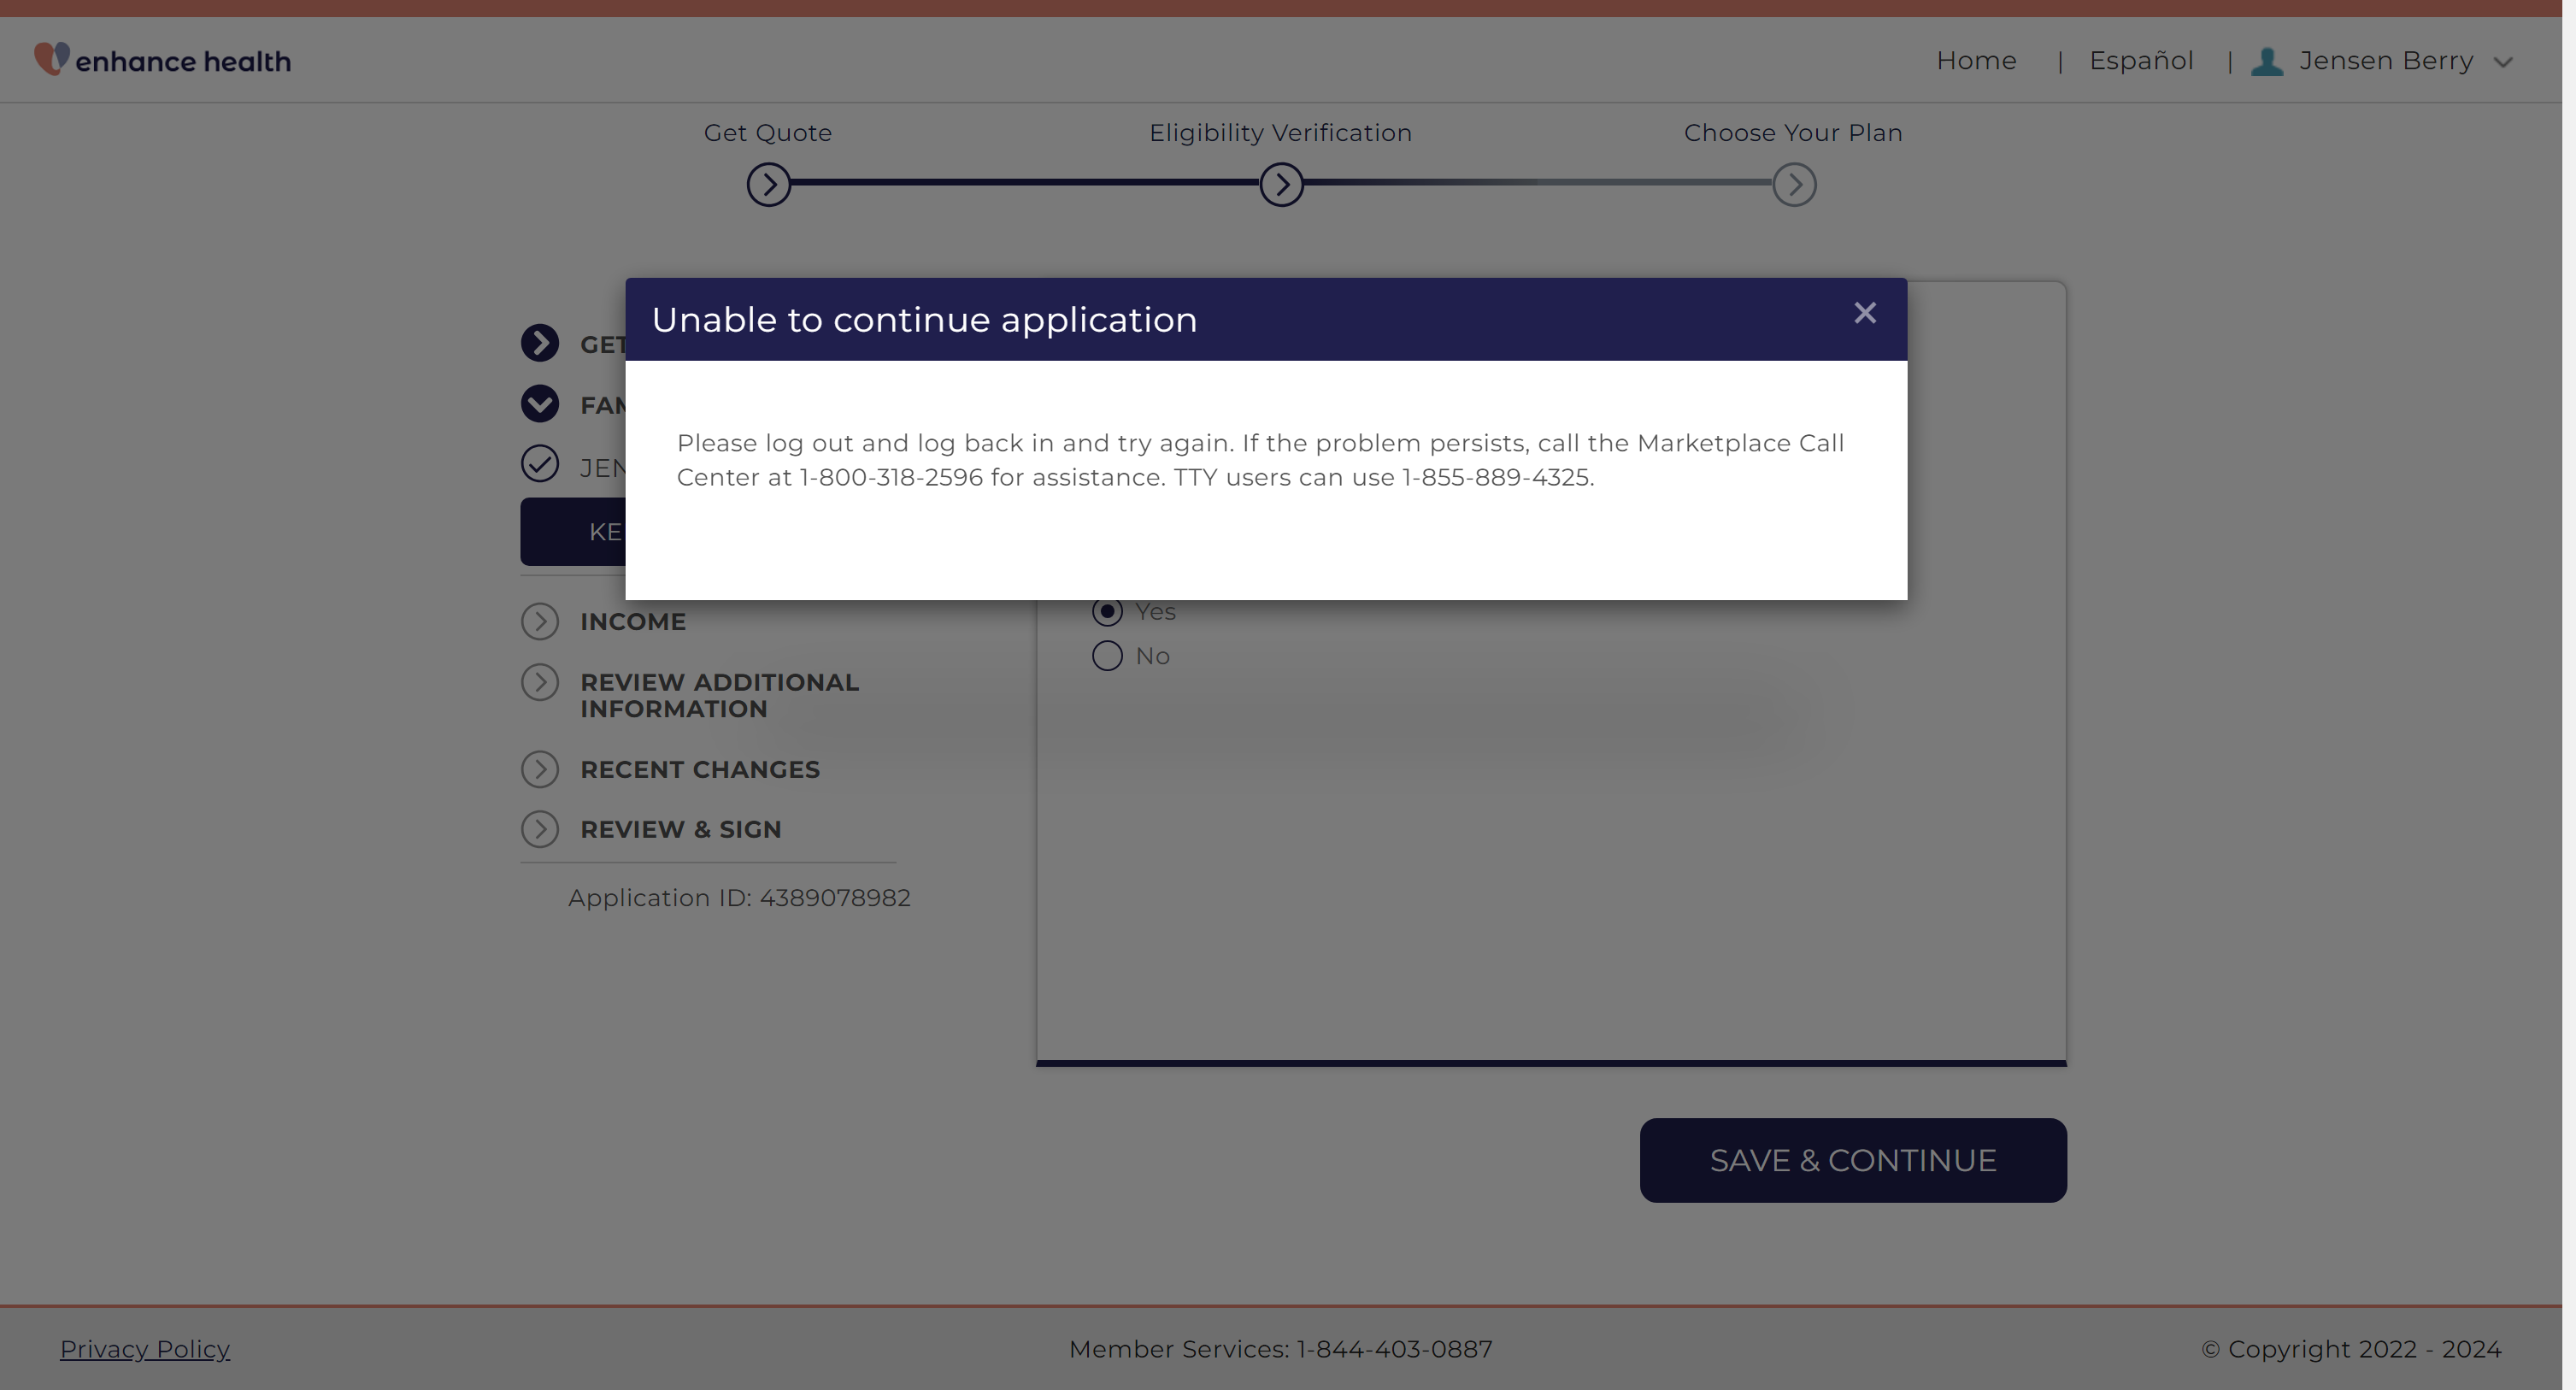 enhance health
Home | Español | Jensen Berry
Get Quote
Eligibility Verification
Choose Your Plan
Unable to continue application
Please log out and log back in and try again. If the problem persists, call the Marketplace Call
Center at 1-800-318-2596 for assistance. TTY users can use 1-855-889-4325.
GET
JEN
KE
Yes
No
INCOME
REVIEW ADDITIONAL
INFORMATION
RECENT CHANGES
REVIEW & SIGN
Application ID: 4389078982
SAVE & CONTINUE
Privacy Policy
Member Services: 1-844-403-0887
© Copyright 2022 - 2024